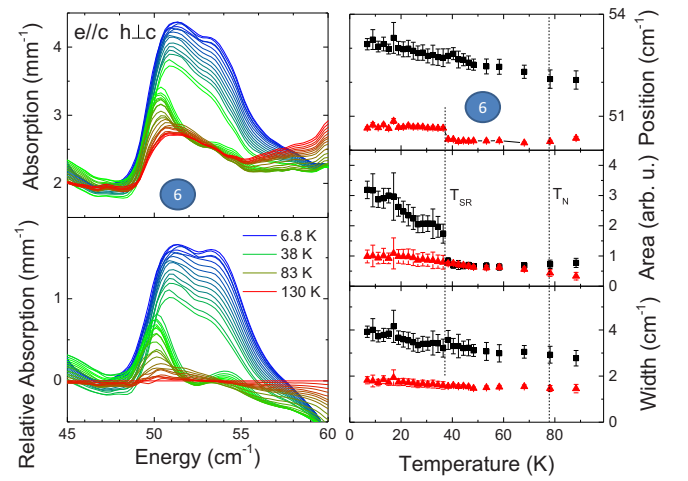 e//c h⊥c
Absorption (mm⁻¹)
4
3
2
6
Relative Absorption (mm⁻¹)
1
0
6.8 K
38 K
83 K
130 K
45 50 55 60
Energy (cm⁻¹)
54
51
Position (cm⁻¹)
6
4
3
2
1
0
Area (arb. u.)
T_SR
T_N
4
2
0
Width (cm⁻¹)
0 20 40 60 80
Temperature (K)